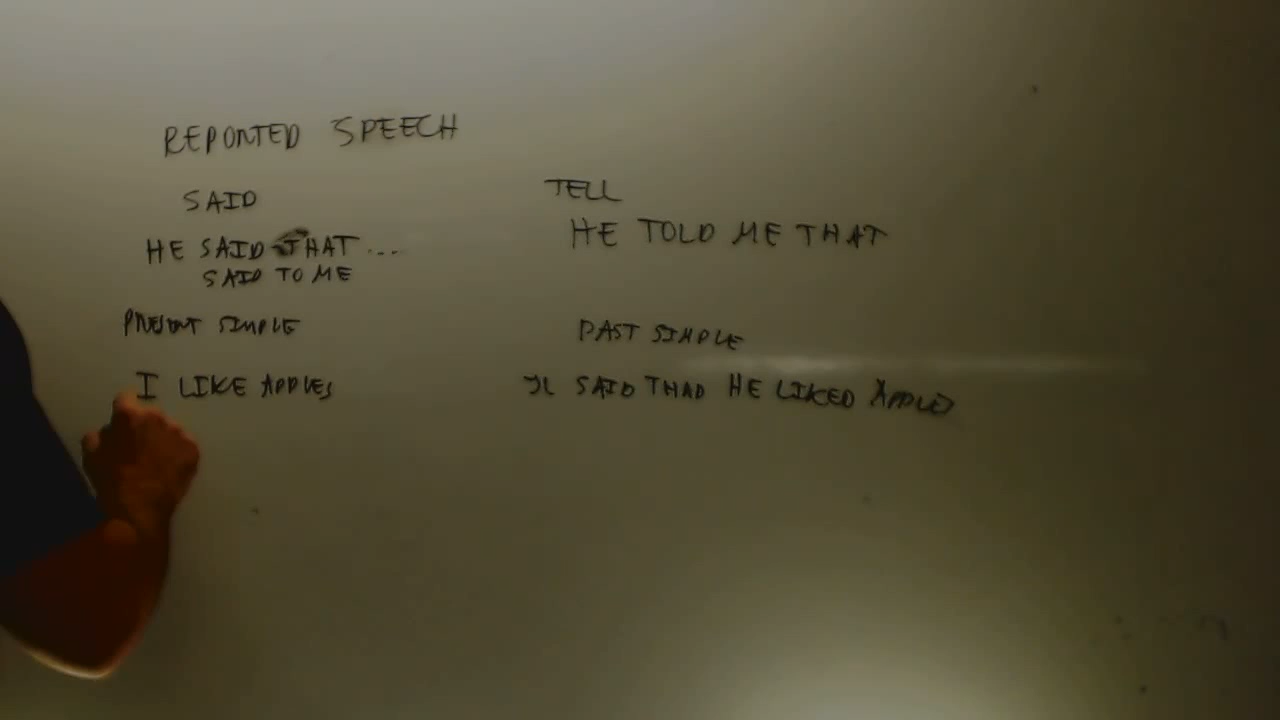 REPORTED SPEECH
SAID
HE SAID THAT ...
SAID TO ME
TELL
HE TOLD ME THAT
PRESENT SIMPLE
PAST SIMPLE
I LIKE APPLES
SAID THAD HE LIKED APPLES